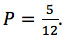 P = 5/12.